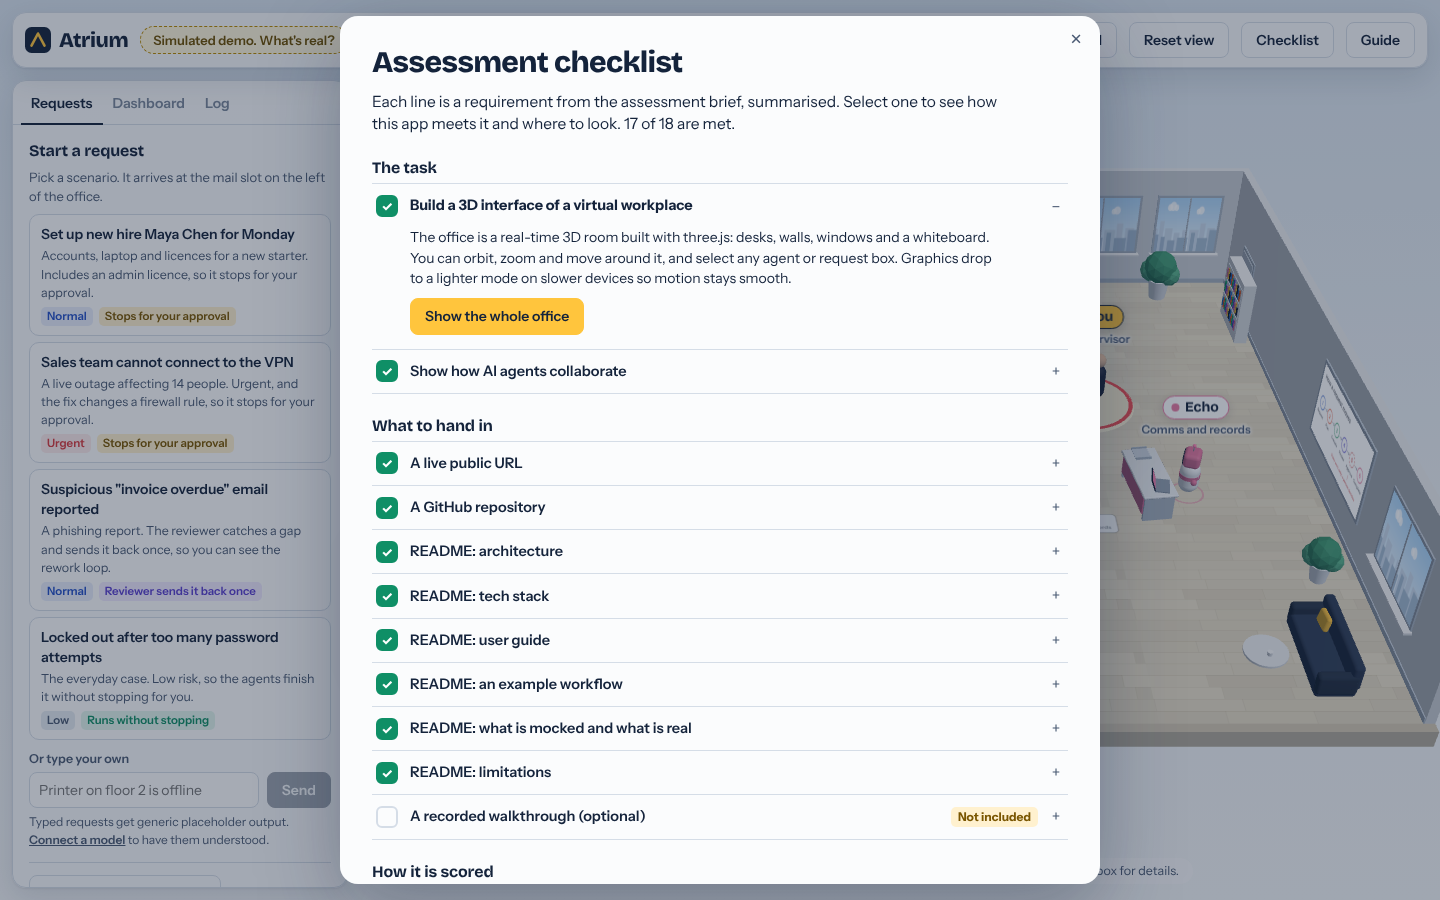 Atrium
Simulated demo. What's real?
Reset view
Checklist
Guide
Requests
Dashboard
Log
Start a request
Pick a scenario. It arrives at the mail slot on the left
of the office.
Set up new hire Maya Chen for Monday
Accounts, laptop and licences for a new starter.
Includes an admin licence, so it stops for your
approval.
Normal
Stops for your approval
Sales team cannot connect to the VPN
A live outage affecting 14 people. Urgent, and
the fix changes a firewall rule, so it stops for your
approval.
Urgent
Stops for your approval
Suspicious "invoice overdue" email
reported
A phishing report. The reviewer catches a gap
and sends it back once, so you can see the
rework loop.
Normal
Reviewer sends it back once
Locked out after too many password
attempts
The everyday case. Low risk, so the agents finish
it without stopping for you.
Low
Runs without stopping
Or type your own
Printer on floor 2 is offline
Send
Typed requests get generic placeholder output.
Connect a model to have them understood.
Assessment checklist
Each line is a requirement from the assessment brief, summarised. Select one to see how
this app meets it and where to look. 17 of 18 are met.
The task
Build a 3D interface of a virtual workplace
The office is a real-time 3D room built with three.js: desks, walls, windows and a whiteboard.
You can orbit, zoom and move around it, and select any agent or request box. Graphics drop
to a lighter mode on slower devices so motion stays smooth.
Show the whole office
Show how AI agents collaborate
What to hand in
A live public URL
A GitHub repository
README: architecture
README: tech stack
README: user guide
README: an example workflow
README: what is mocked and what is real
README: limitations
A recorded walkthrough (optional)
Not included
How it is scored
Echo
Comms and records
box for details.